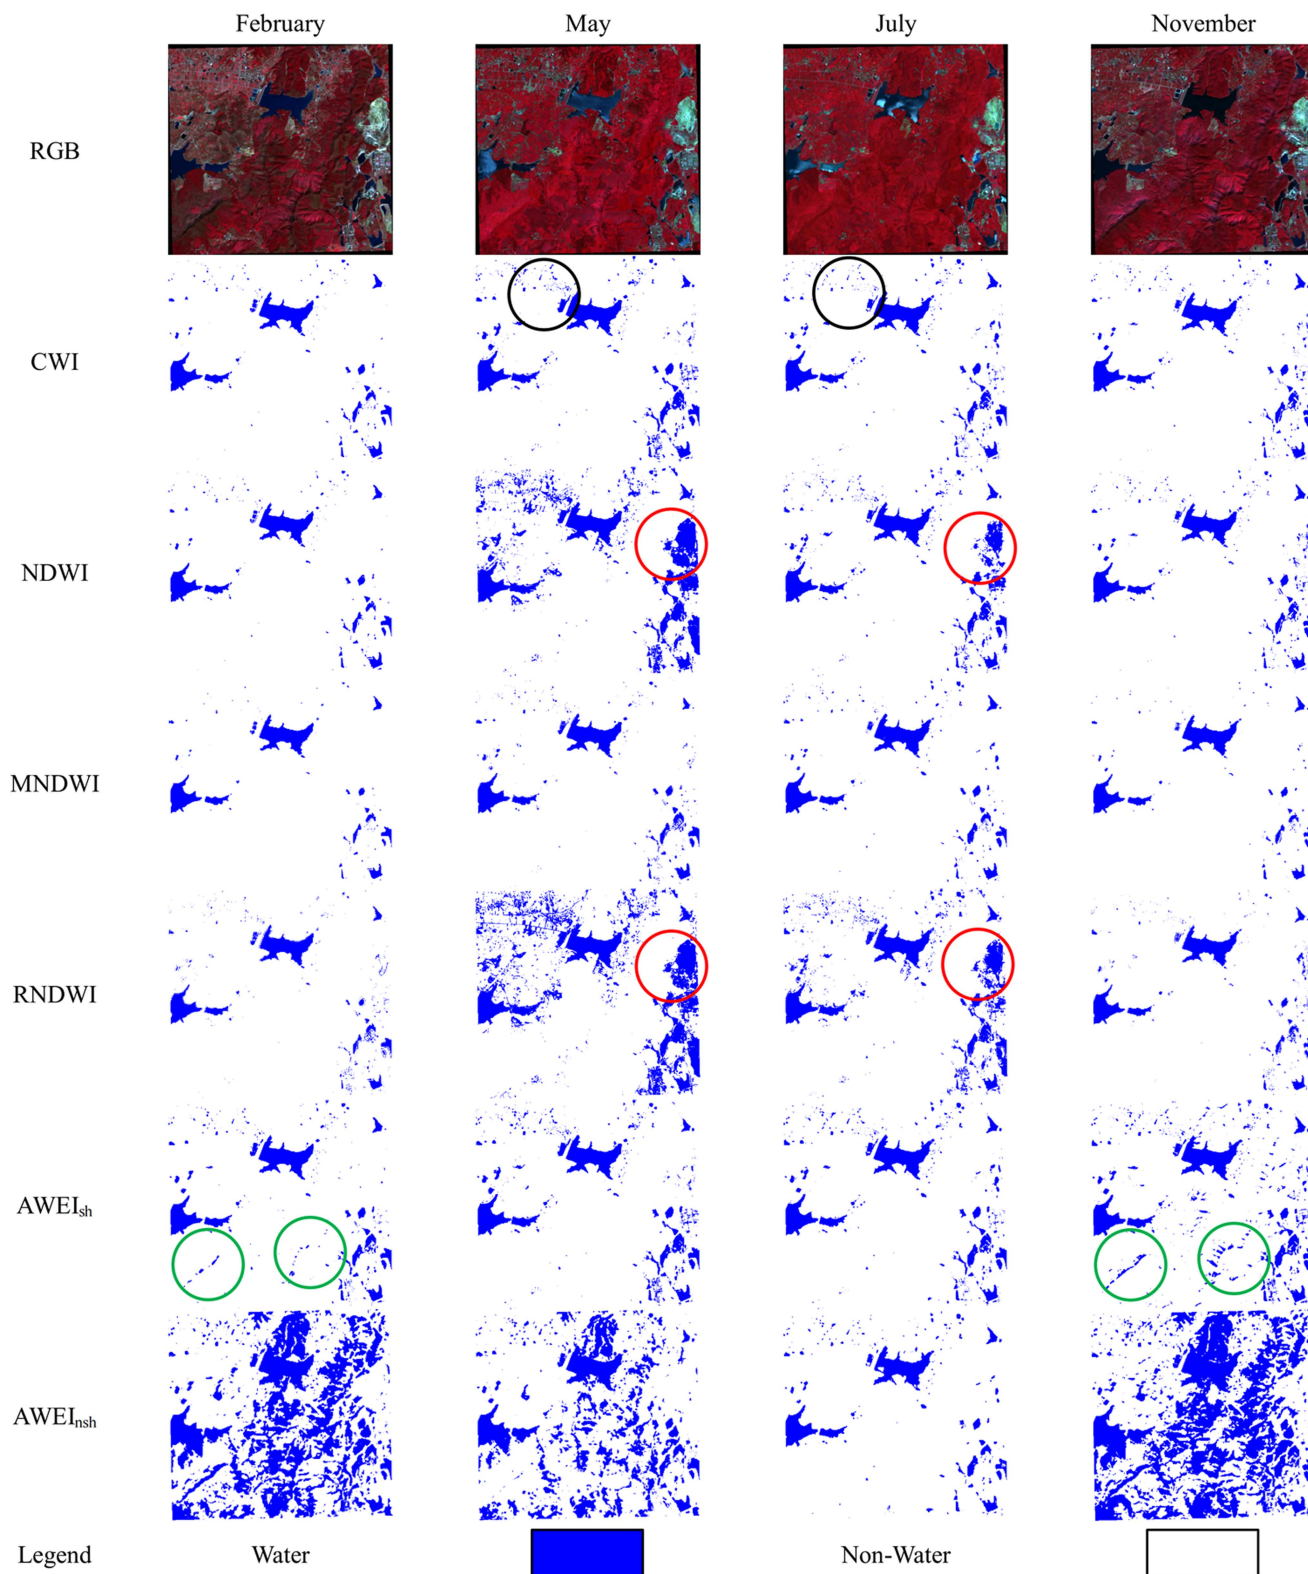 February May July November
RGB
CWI
NDWI
MNDWI
RNDWI
AWEIsh
AWEInsh
Legend Water Non-Water